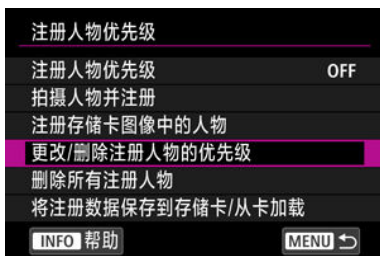 注册人物优先级
注册人物优先级 OFF
拍摄人物并注册
注册存储卡图像中的人物
更改/删除注册人物的优先级
删除所有注册人物
将注册数据保存到存储卡/从卡加载
INFO 帮助 MENU